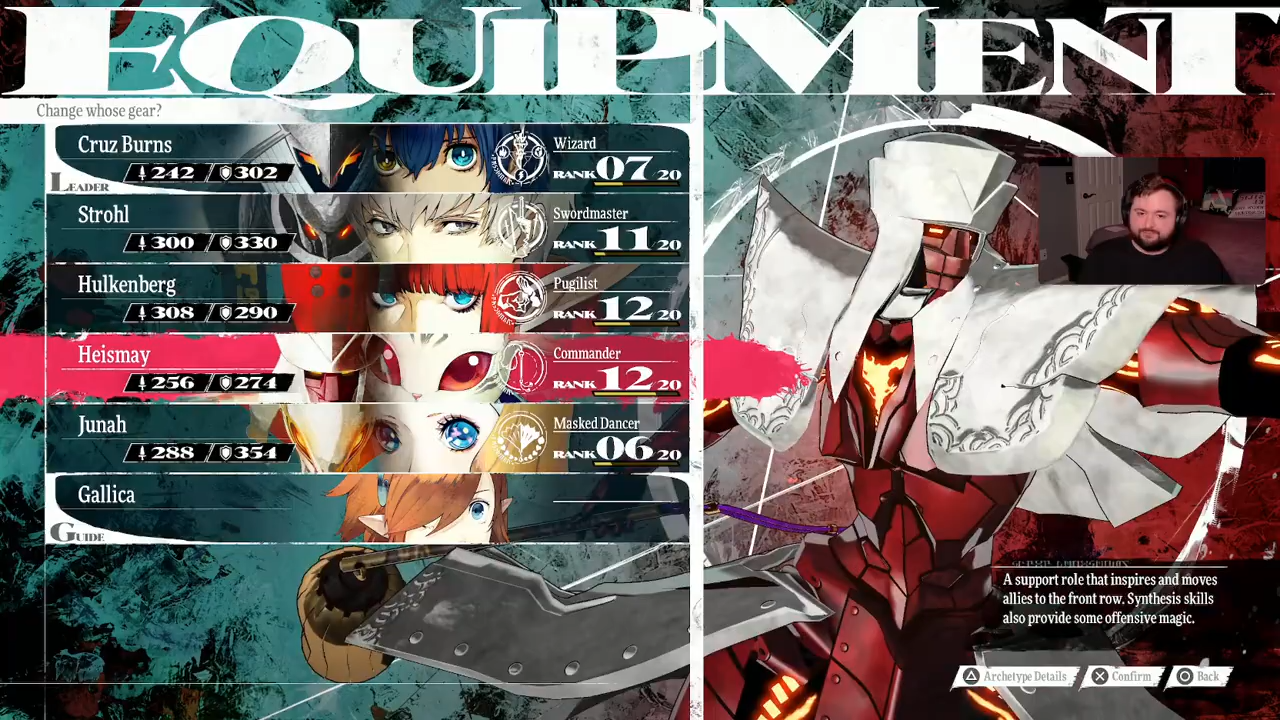 EQUIPMENT
Change whose gear?
Cruz Burns
242 302
LEADER
Wizard
RANK 07/20
Strohl
300 330
Swordmaster
RANK 11/20
Hulkenberg
308 290
Pugilist
RANK 12/20
Heismay
256 274
Commander
RANK 12/20
Junah
288 354
Masked Dancer
RANK 06/20
Gallica
GUIDE
A support role that inspires and moves
allies to the front row. Synthesis skills
also provide some offensive magic.
Archetype Details Confirm Back